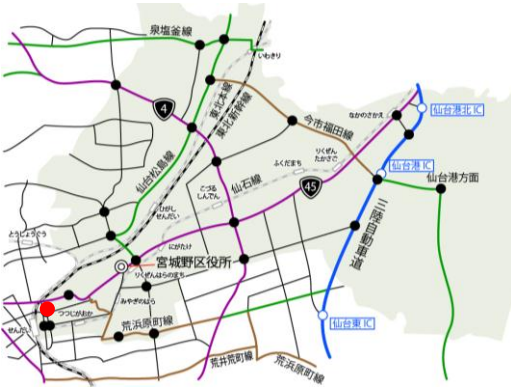 泉塩釜線
いわきり
4
東北本線
東北新幹線
仙台松島線
なかのさかえ
仙台港北IC
今市福田線
りくぜん
たかさご
ふくだまち
仙台港IC
仙台港方面
こづる
しんでん
仙石線
45
ひがし
せんだい
三陸自動車道
とうしょうぐう
にがたけ
宮城野区役所
りくぜんはらのまち
みやぎのはら
つつじがおか
せんだい
荒浜原町線
仙台東IC
荒井荒町線
荒浜原町線